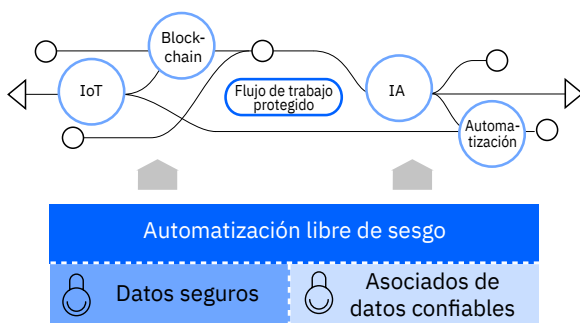 Block-
chain
IoT
Flujo de trabajo
protegido
IA
Automa-
tización
Automatización libre de sesgo
Datos seguros
Asociados de
datos confiables